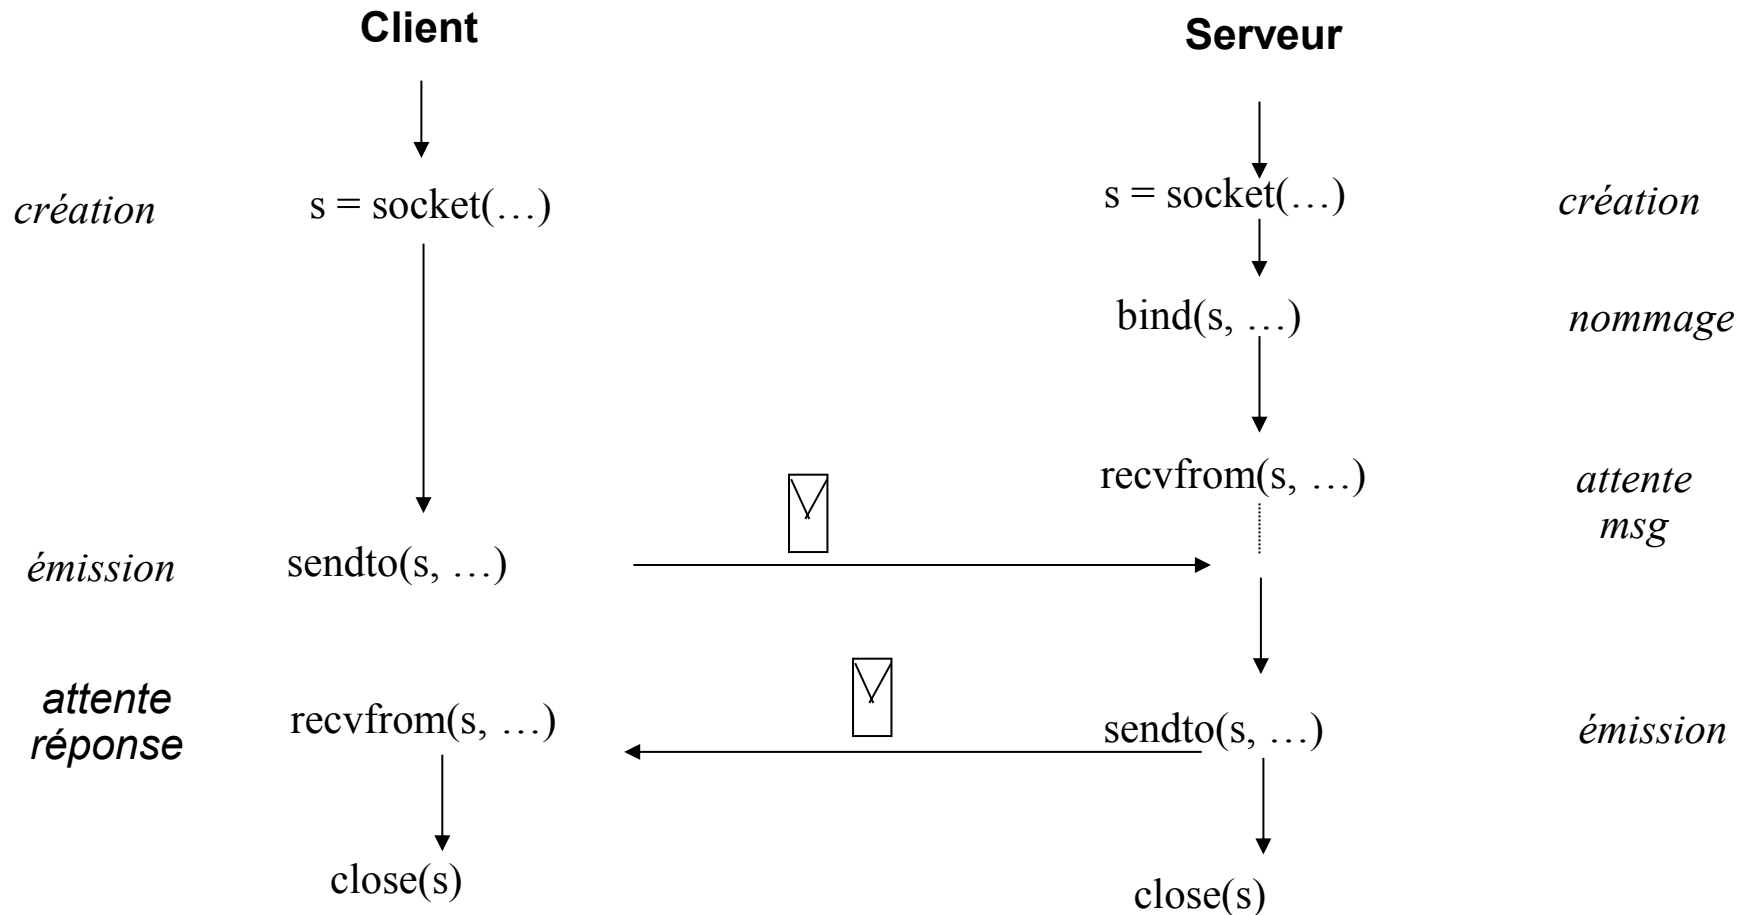 Client
Serveur
création
s = socket(…)
s = socket(…)
création
bind(s, …)
nommage
recvfrom(s, …)
attente
msg
émission
sendto(s, …)
attente
réponse
recvfrom(s, …)
sendto(s, …)
émission
close(s)
close(s)